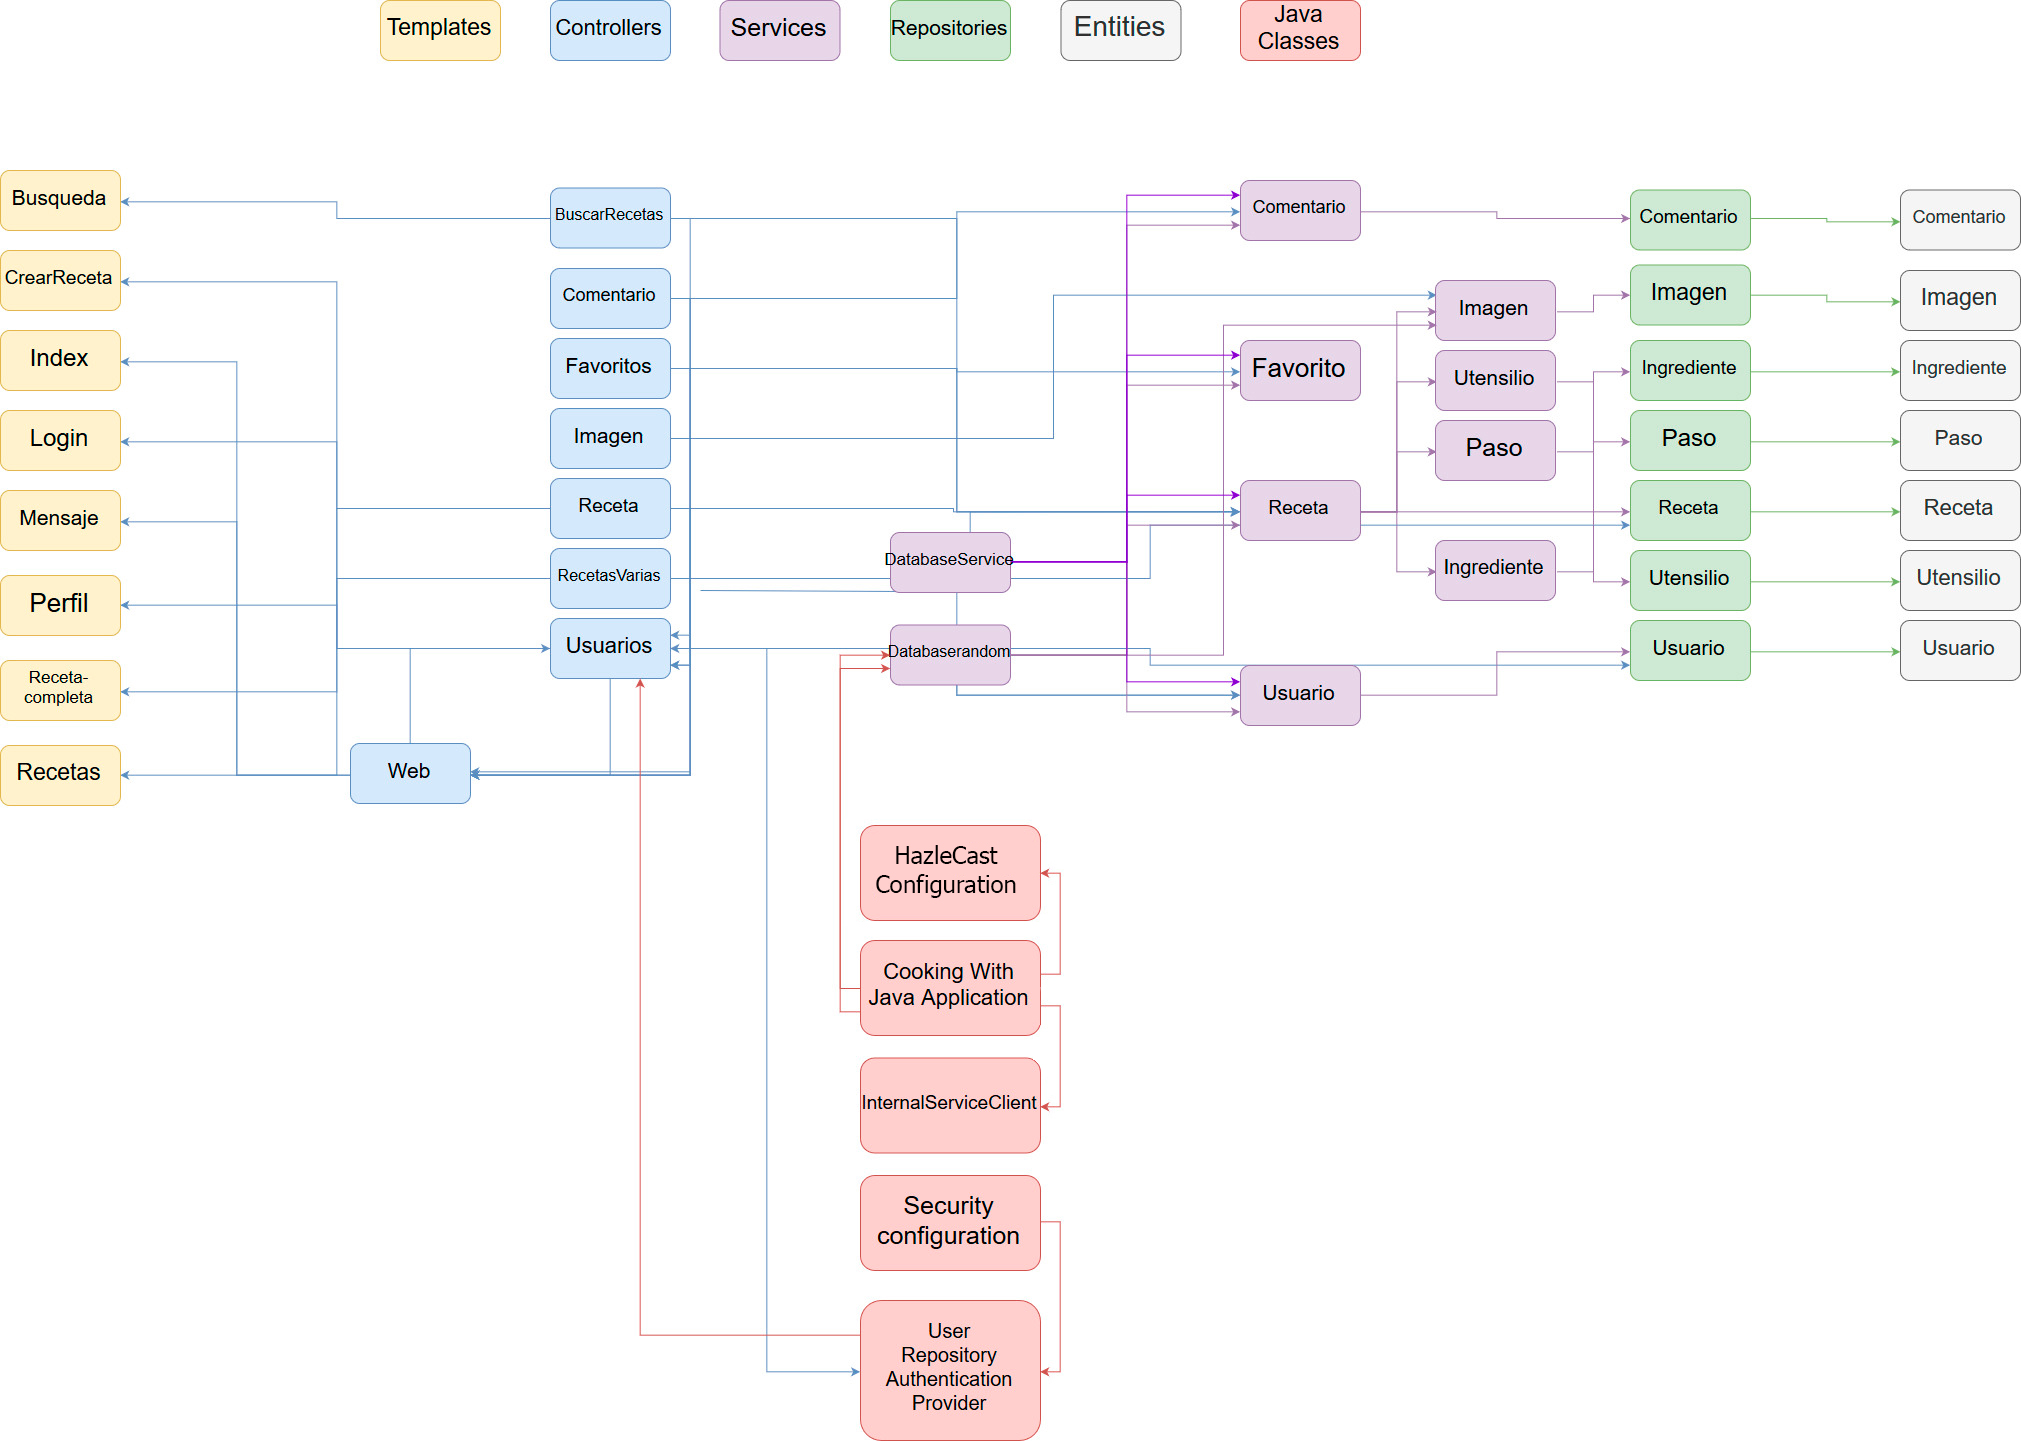 Templates
Controllers
Services
Repositories
Entities
Java
Classes
Busqueda
CrearReceta
Index
Login
Mensaje
Perfil
Receta-
completa
Recetas
Web
BuscarRecetas
Comentario
Favoritos
Imagen
Receta
RecetasVarias
Usuarios
DatabaseService
Databaserandom
Comentario
Favorito
Receta
Usuario
Imagen
Utensilio
Paso
Ingrediente
Comentario
Imagen
Ingrediente
Paso
Receta
Utensilio
Usuario
Comentario
Imagen
Ingrediente
Paso
Receta
Utensilio
Usuario
HazleCast
Configuration
Cooking With
Java Application
InternalServiceClient
Security
configuration
User
Repository
Authentication
Provider